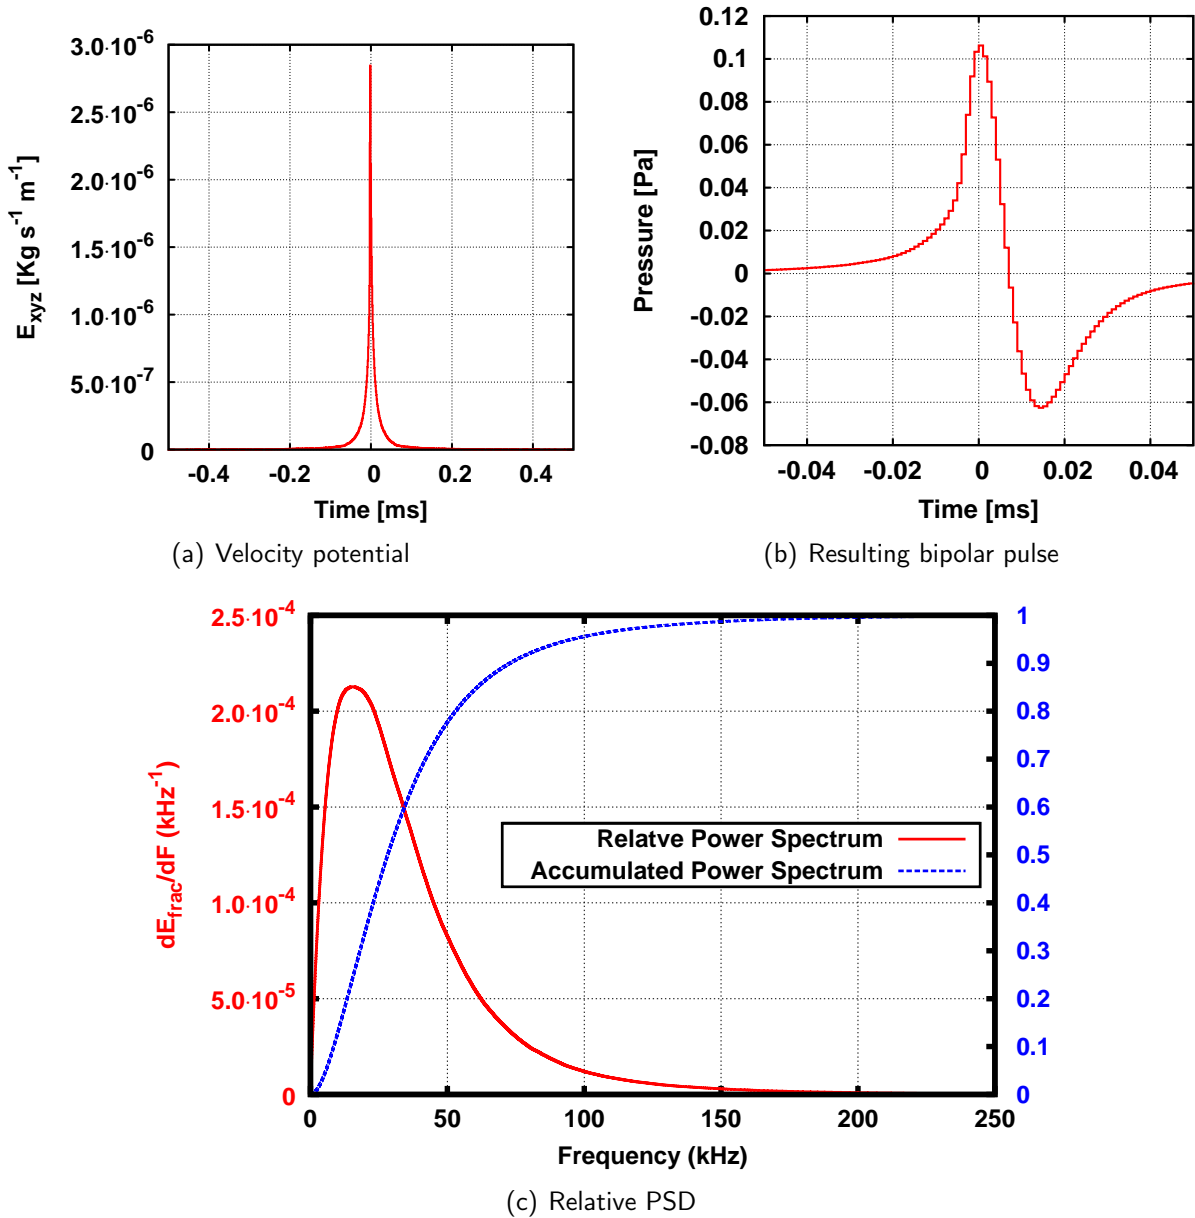 3.0·10⁻⁶
2.5·10⁻⁶
2.0·10⁻⁶
1.5·10⁻⁶
1.0·10⁻⁶
5.0·10⁻⁷
0
E_xyz [Kg s⁻¹ m⁻¹]
-0.4 -0.2 0 0.2 0.4
Time [ms]
(a) Velocity potential
0.12
0.1
0.08
0.06
0.04
0.02
0
-0.02
-0.04
-0.06
-0.08
Pressure [Pa]
-0.04 -0.02 0 0.02 0.04
Time [ms]
(b) Resulting bipolar pulse
2.5·10⁻⁴
2.0·10⁻⁴
1.5·10⁻⁴
1.0·10⁻⁴
5.0·10⁻⁵
0
dE_frac/dF (kHz⁻¹)
Relatve Power Spectrum
Accumulated Power Spectrum
1
0.9
0.8
0.7
0.6
0.5
0.4
0.3
0.2
0.1
0
0 50 100 150 200 250
Frequency (kHz)
(c) Relative PSD